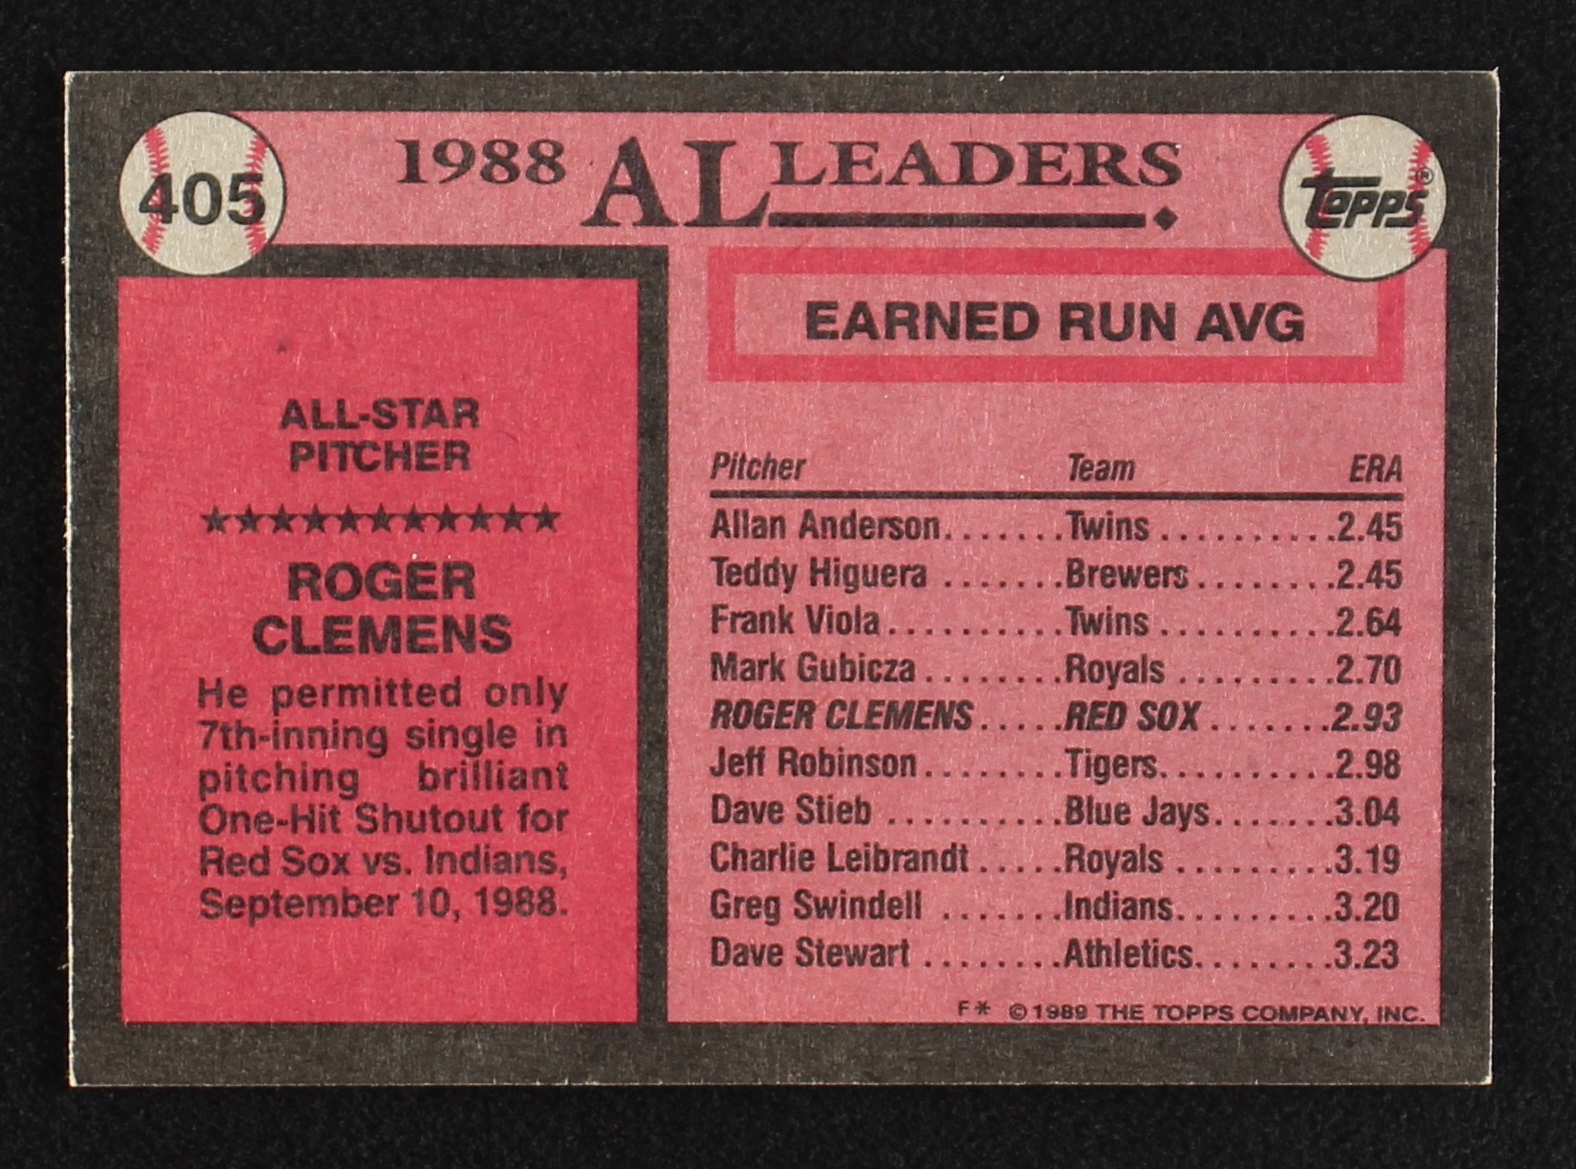 405
1988 AL LEADERS
Topps®
ALL-STAR
PITCHER
★★★★★★★★★★★
ROGER
CLEMENS
He permitted only
7th-inning single in
pitching brilliant
One-Hit Shutout for
Red Sox vs. Indians,
September 10, 1988.
EARNED RUN AVG
Pitcher Team ERA
Allan Anderson.......Twins ..........2.45
Teddy Higuera .......Brewers........2.45
Frank Viola..........Twins ..........2.64
Mark Gubicza ........Royals .........2.70
ROGER CLEMENS.....RED SOX .......2.93
Jeff Robinson........Tigers..........2.98
Dave Stieb ..........Blue Jays.......3.04
Charlie Leibrandt .....Royals .........3.19
Greg Swindell .......Indians.........3.20
Dave Stewart ........Athletics........3.23
F* ©1989 THE TOPPS COMPANY, INC.